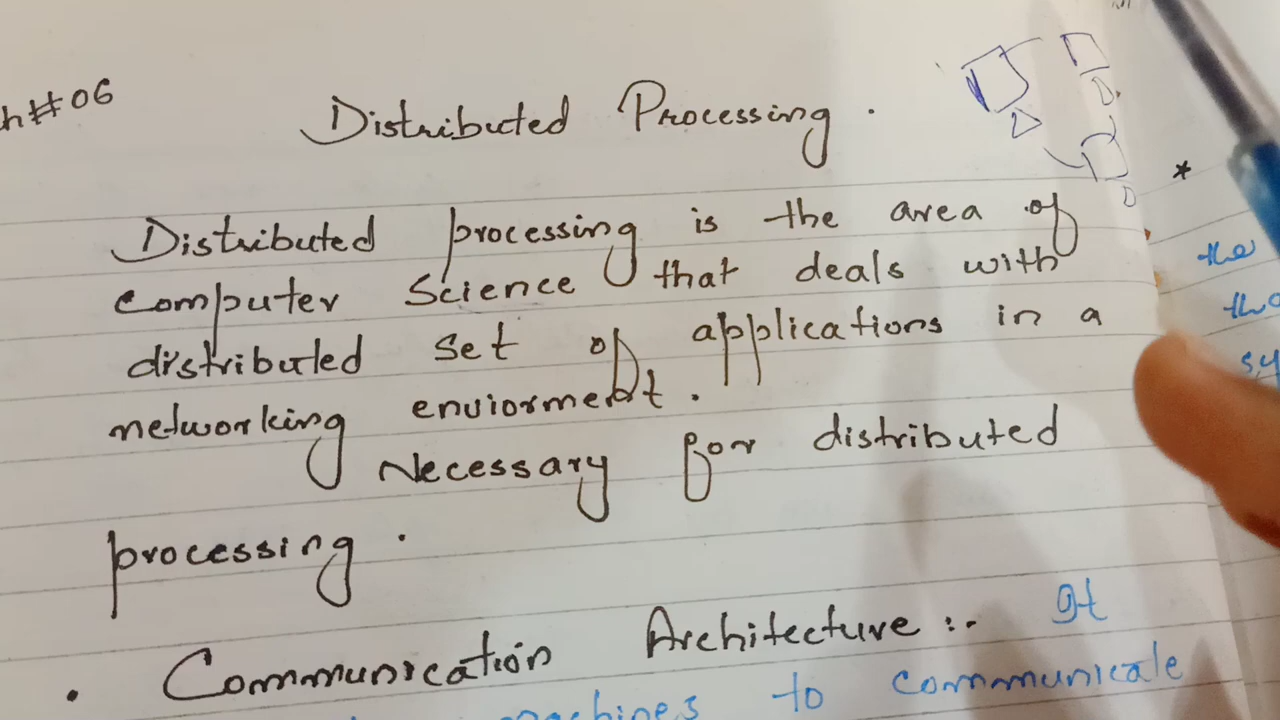 h#06
Distributed Processing.
Distributed processing is the area of
computer Science that deals with
distributed set of applications in a
networking enviorment.
Necessary for distributed
processing.
• Communication Architecture :- It
machines to communicate
*
the